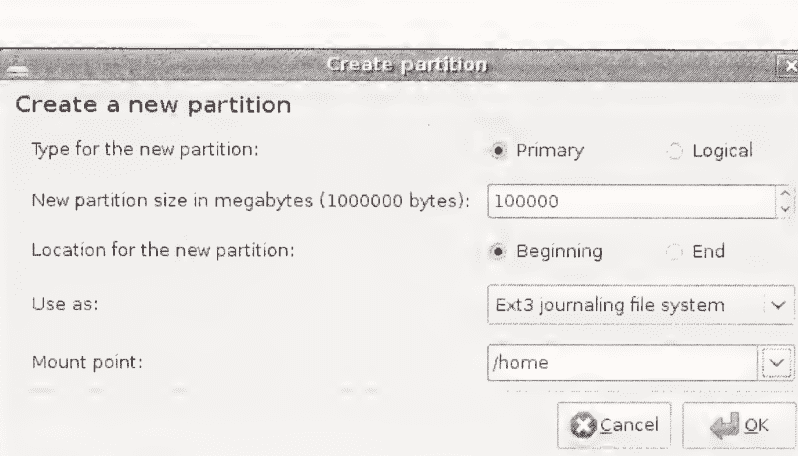 Create partition
Create a new partition
Type for the new partition: Primary Logical
New partition size in megabytes (1000000 bytes): 100000
Location for the new partition: Beginning End
Use as: Ext3 journaling file system
Mount point: /home
Cancel OK